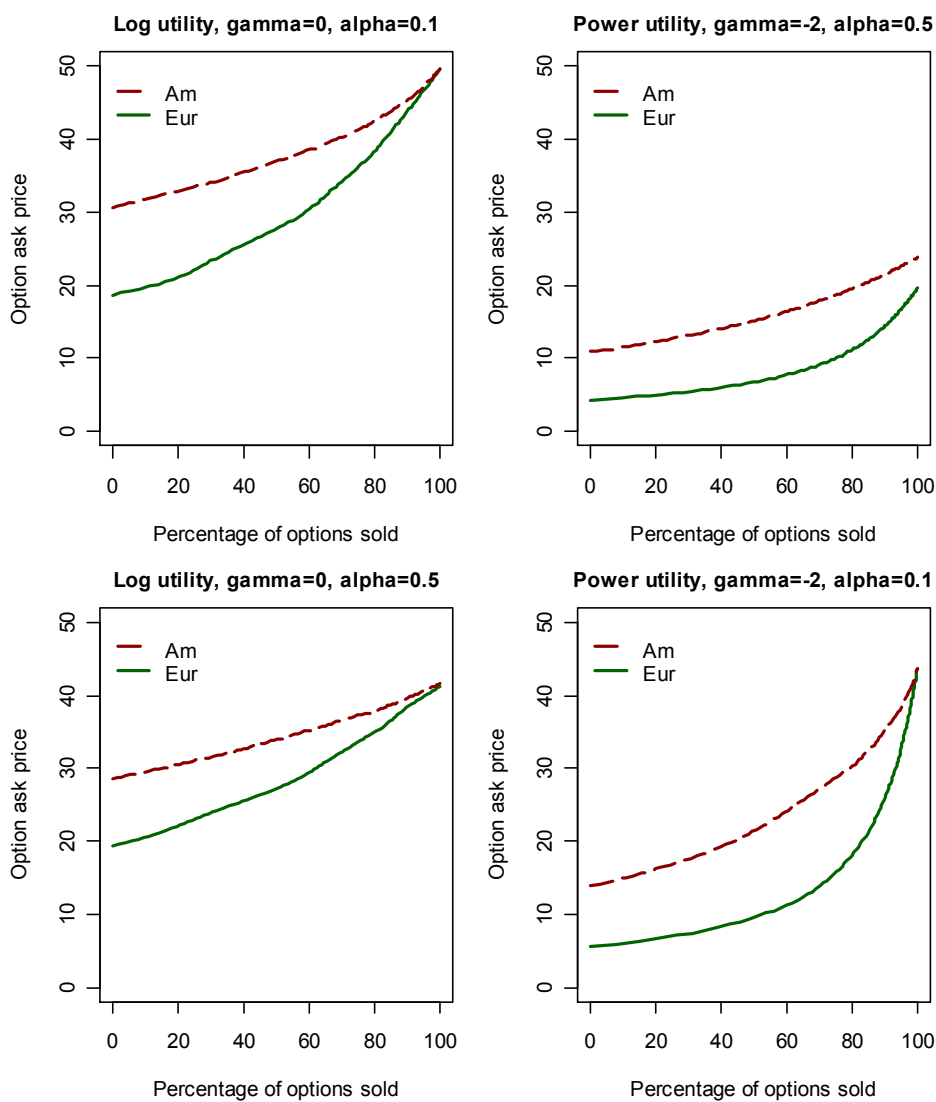 Log utility, gamma=0, alpha=0.1
Option ask price
50
40
30
20
10
0
Am
Eur
0 20 40 60 80 100
Percentage of options sold
Power utility, gamma=-2, alpha=0.5
Option ask price
50
40
30
20
10
0
Am
Eur
0 20 40 60 80 100
Percentage of options sold
Log utility, gamma=0, alpha=0.5
Option ask price
50
40
30
20
10
0
Am
Eur
0 20 40 60 80 100
Percentage of options sold
Power utility, gamma=-2, alpha=0.1
Option ask price
50
40
30
20
10
0
Am
Eur
0 20 40 60 80 100
Percentage of options sold